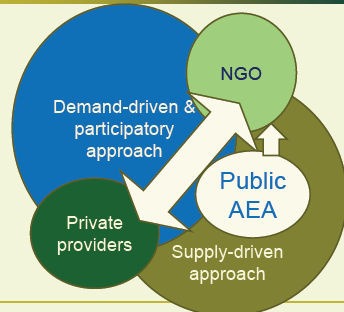 NGO
Demand-driven &
participatory
approach
Public
AEA
Private
providers
Supply-driven
approach